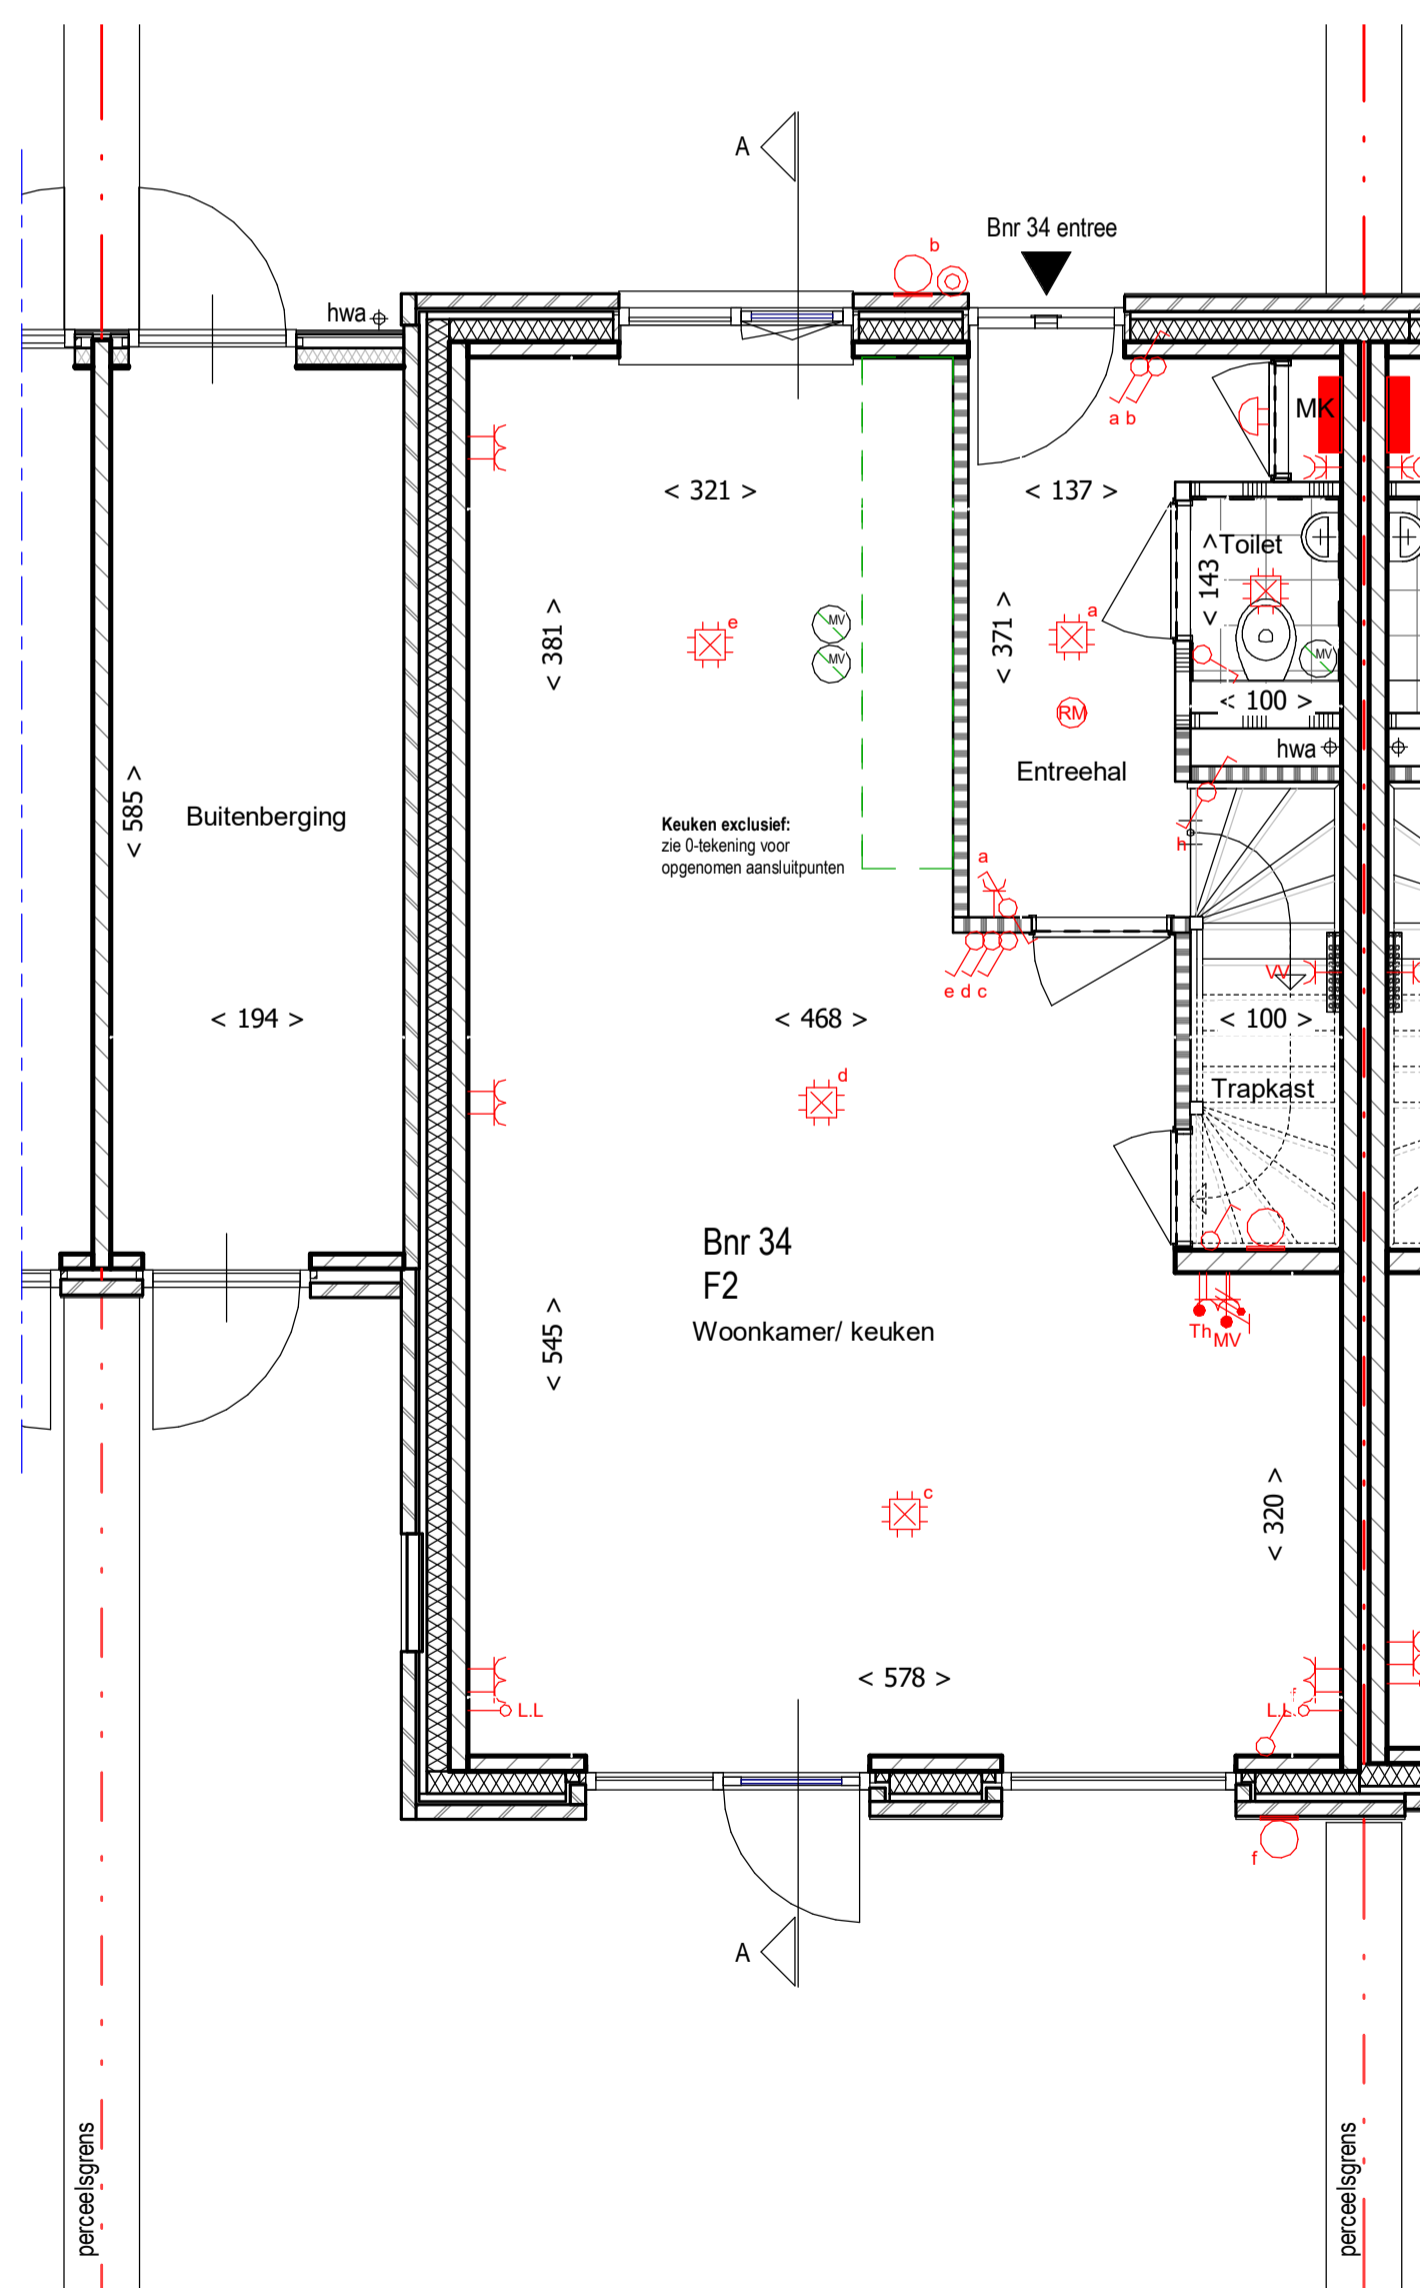 A
Bnr 34 entree
b
hwa
a b
MK
< 321 >
< 137 >
Toilet
< 143 >
e
MV
MV
a
< 381 >
< 371 >
MV
< 100 >
RM
hwa
Entreehal
< 585 >
Buitenberging
Keuken exclusief:
zie 0-tekening voor
opgenomen aansluitpunten
h
a
e d c
VV
< 194 >
< 468 >
< 100 >
d
Trapkast
Bnr 34
F2
Woonkamer/ keuken
Th
MV
< 545 >
c
< 320 >
< 578 >
L.L
L.L.
f
f
A
perceelsgrens
perceelsgrens